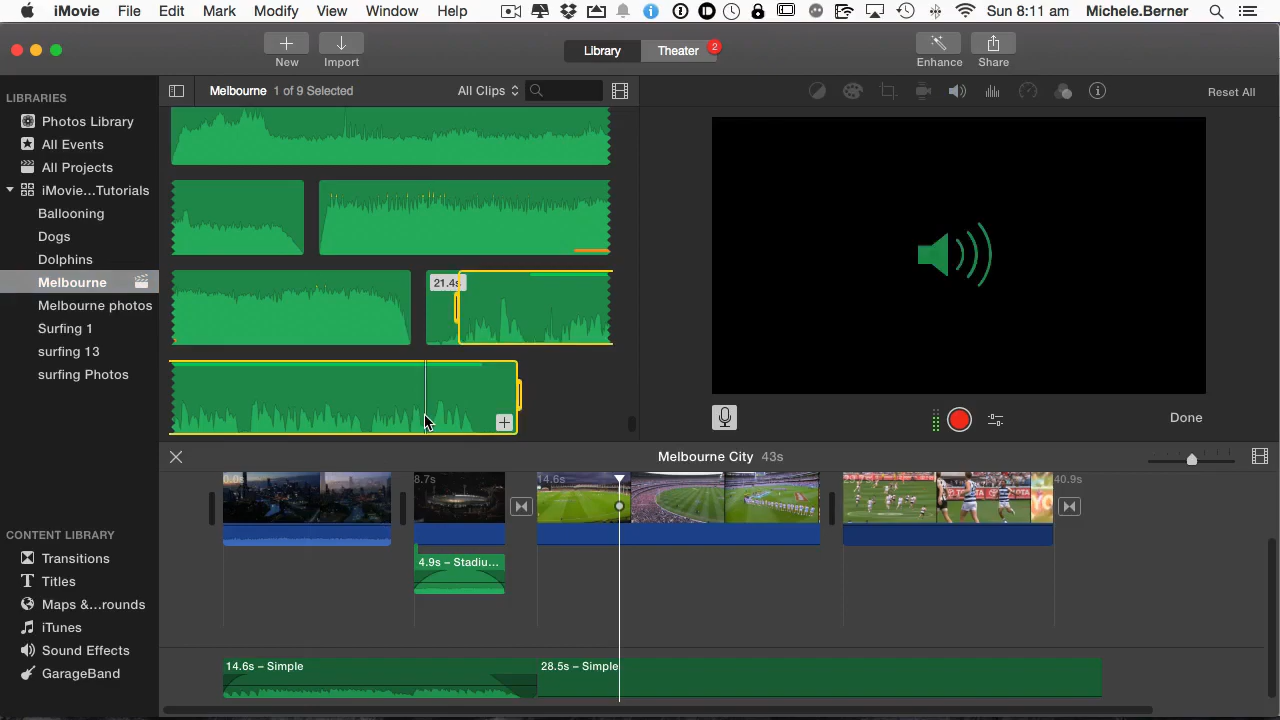 iMovie File Edit Mark Modify View Window Help Sun 8:11 am Michele.Berner
New Import Library Theater 2 Enhance Share
LIBRARIES
Photos Library
All Events
All Projects
iMovie…Tutorials
Ballooning
Dogs
Dolphins
Melbourne
Melbourne photos
Surfing 1
surfing 13
surfing Photos
CONTENT LIBRARY
Transitions
Titles
Maps &…rounds
iTunes
Sound Effects
GarageBand
Melbourne 1 of 9 Selected All Clips
Reset All
21.4s
Done
Melbourne City 43s
0.0s 8.7s 14.6s 40.9s
4.9s – Stadiu…
14.6s – Simple 28.5s – Simple